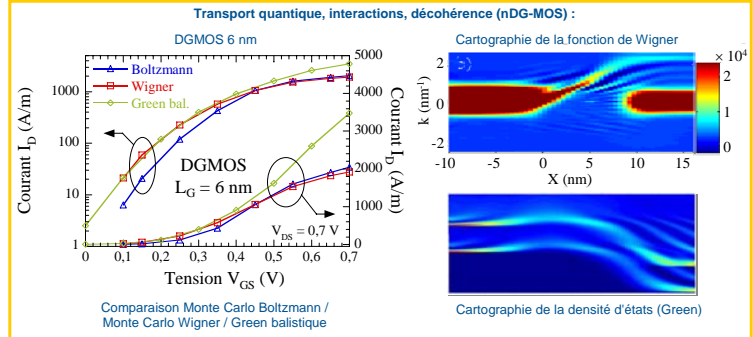 Transport quantique, interactions, décohérence (nDG-MOS) :
DGMOS 6 nm
Boltzmann
Wigner
Green bal.
DGMOS
L_G = 6 nm
V_DS = 0,7 V
Courant I_D (A/m)
1000
100
10
1
5000
4000
3000
2000
1000
0
Courant I_D (A/m)
0 0,1 0,2 0,3 0,4 0,5 0,6 0,7
Tension V_GS (V)
Comparaison Monte Carlo Boltzmann /
Monte Carlo Wigner / Green balistique
Cartographie de la fonction de Wigner
k (nm⁻¹)
2
0
-2
-10 -5 0 5 10 15
X (nm)
x 10⁴
2
1
0
Cartographie de la densité d'états (Green)